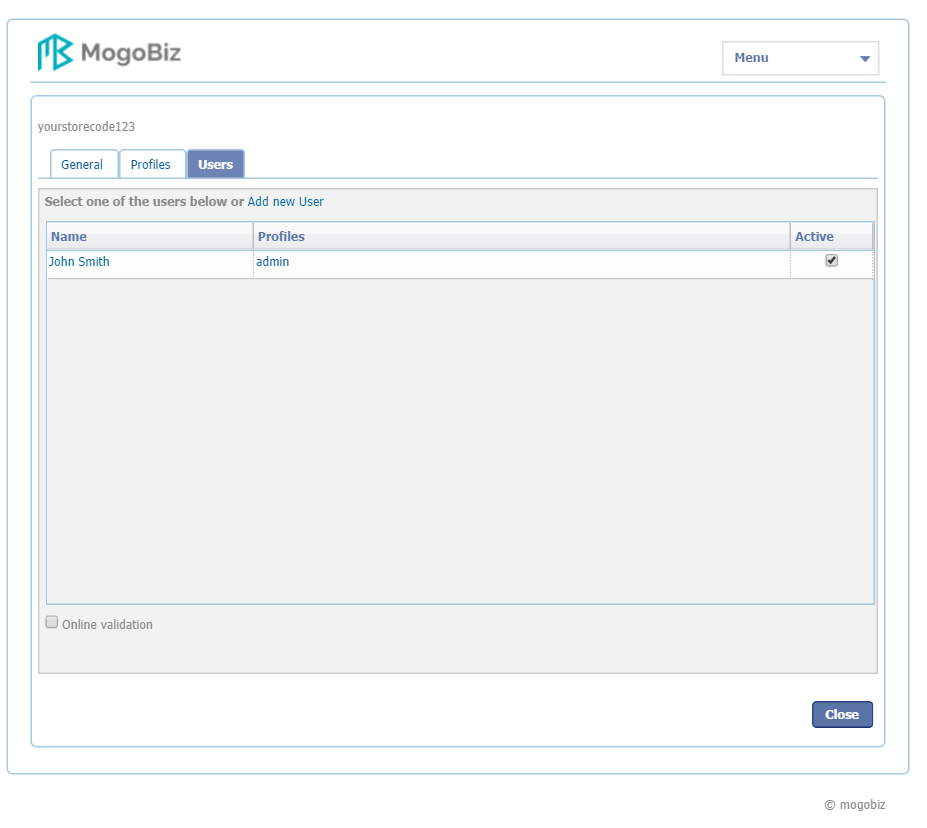 MogoBiz
Menu
yourstorecode123
General Profiles Users
Select one of the users below or Add new User
Name Profiles Active
John Smith admin
Online validation
Close
© mogobiz